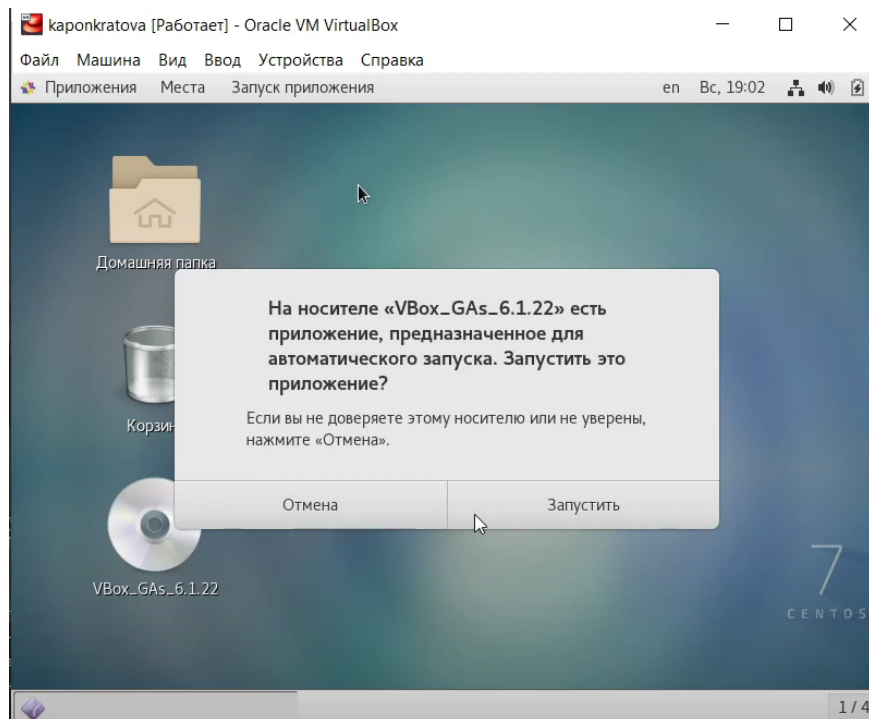 kaponkratova [Работает] - Oracle VM VirtualBox
Файл Машина Вид Ввод Устройства Справка
Приложения Места Запуск приложения en Вс, 19:02
Домашняя папка
На носителе «VBox_GAs_6.1.22» есть
приложение, предназначенное для
автоматического запуска. Запустить это
приложение?
Если вы не доверяете этому носителю или не уверены,
нажмите «Отмена».
Корзин
Отмена Запустить
VBox_GAs_6.1.22
7
CENTOS
1 / 4